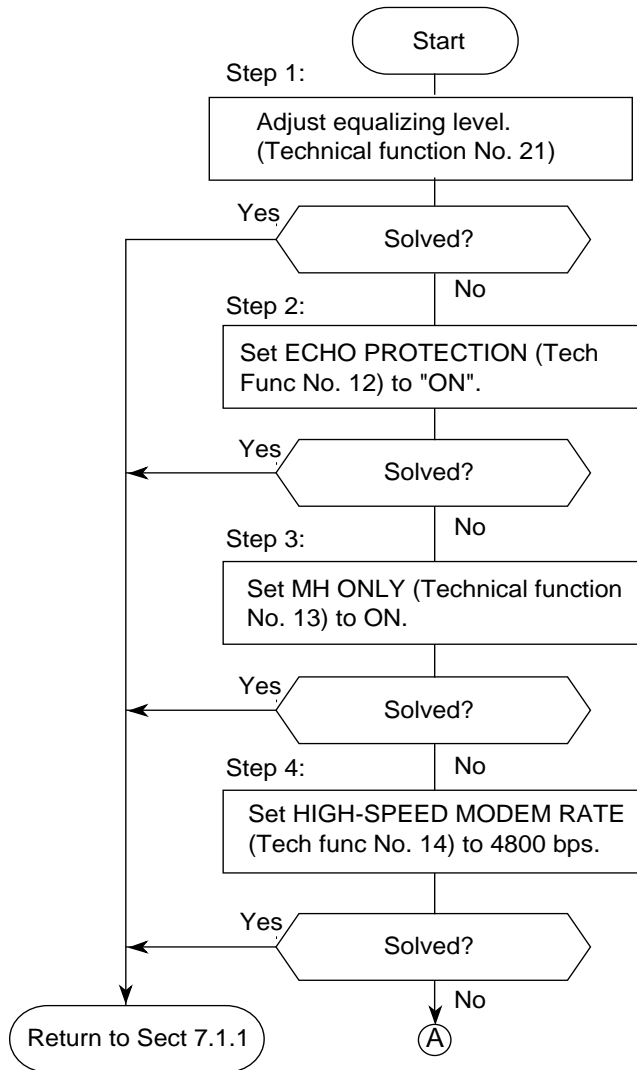 Start
Step 1:
Adjust equalizing level.
(Technical function No. 21)
Yes
Solved?
No
Step 2:
Set ECHO PROTECTION (Tech
Func No. 12) to "ON".
Yes
Solved?
No
Step 3:
Set MH ONLY (Technical function
No. 13) to ON.
Yes
Solved?
No
Step 4:
Set HIGH-SPEED MODEM RATE
(Tech func No. 14) to 4800 bps.
Yes
Solved?
No
Return to Sect 7.1.1
A